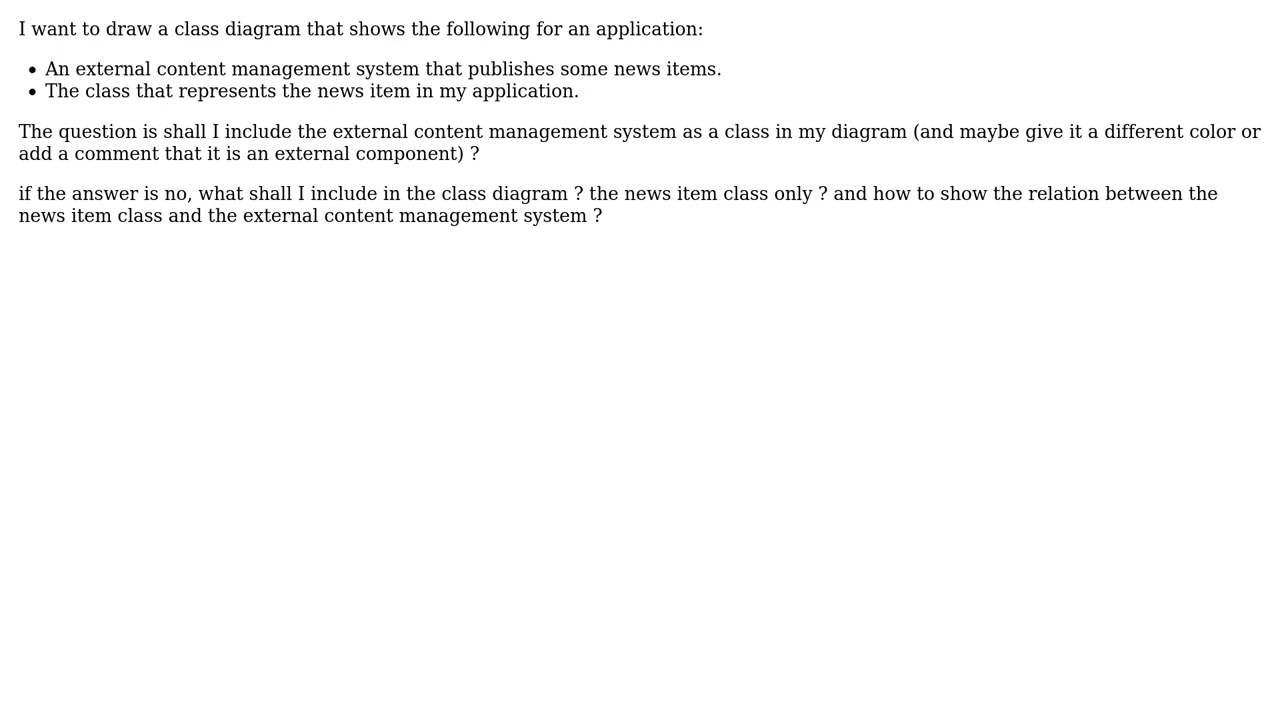 I want to draw a class diagram that shows the following for an application:
• An external content management system that publishes some news items.
• The class that represents the news item in my application.
The question is shall I include the external content management system as a class in my diagram (and maybe give it a different color or
add a comment that it is an external component) ?
if the answer is no, what shall I include in the class diagram ? the news item class only ? and how to show the relation between the
news item class and the external content management system ?